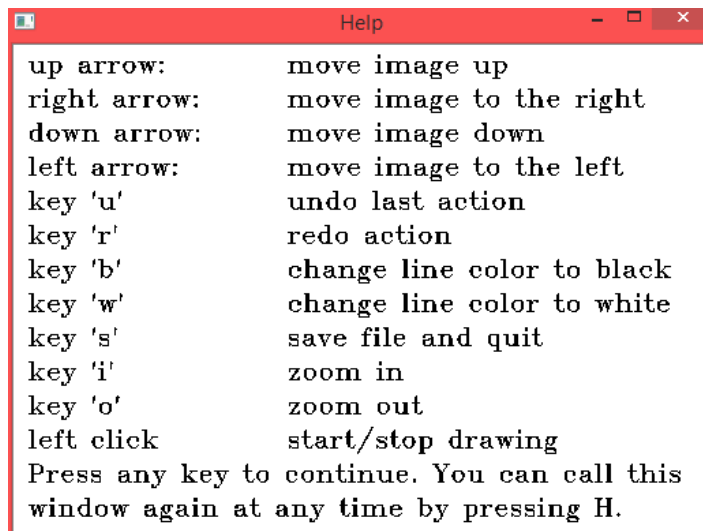 Help
up arrow: move image up
right arrow: move image to the right
down arrow: move image down
left arrow: move image to the left
key 'u' undo last action
key 'r' redo action
key 'b' change line color to black
key 'w' change line color to white
key 's' save file and quit
key 'i' zoom in
key 'o' zoom out
left click start/stop drawing
Press any key to continue. You can call this
window again at any time by pressing H.